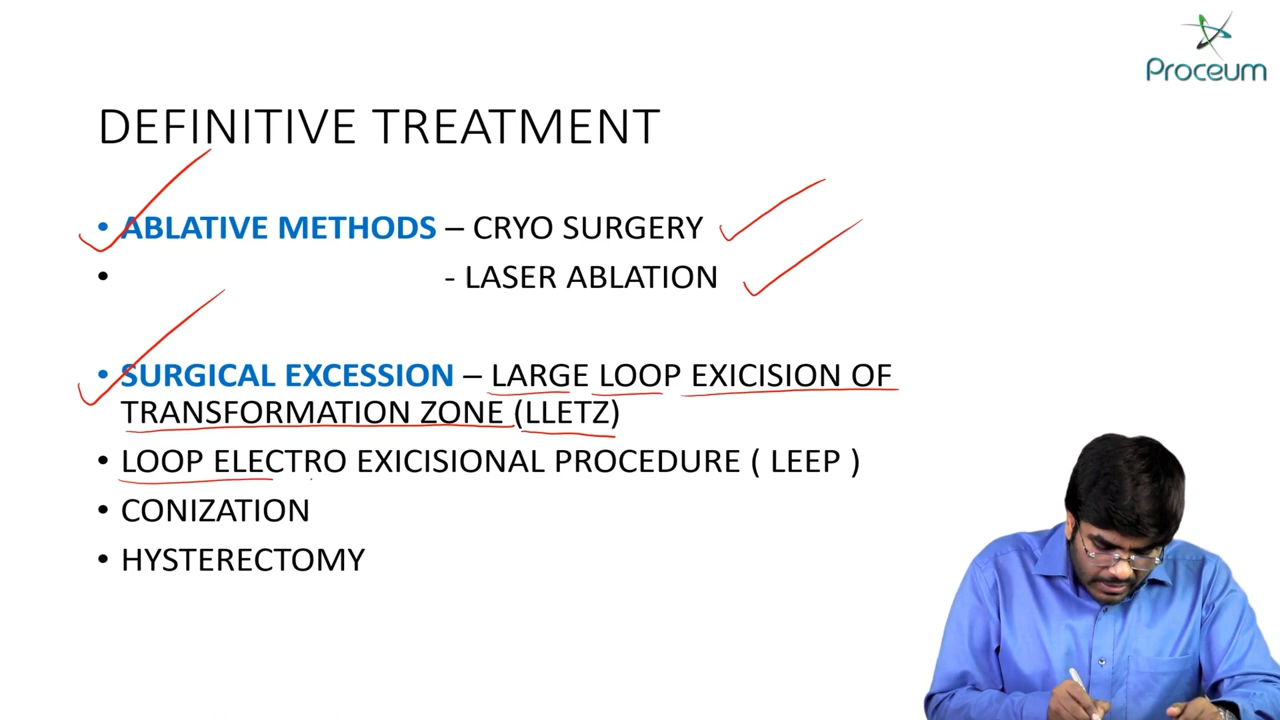 Proceum
DEFINITIVE TREATMENT
• ABLATIVE METHODS – CRYO SURGERY
• - LASER ABLATION
• SURGICAL EXCESSION – LARGE LOOP EXICISION OF
TRANSFORMATION ZONE (LLETZ)
• LOOP ELECTRO EXICISIONAL PROCEDURE ( LEEP )
• CONIZATION
• HYSTERECTOMY